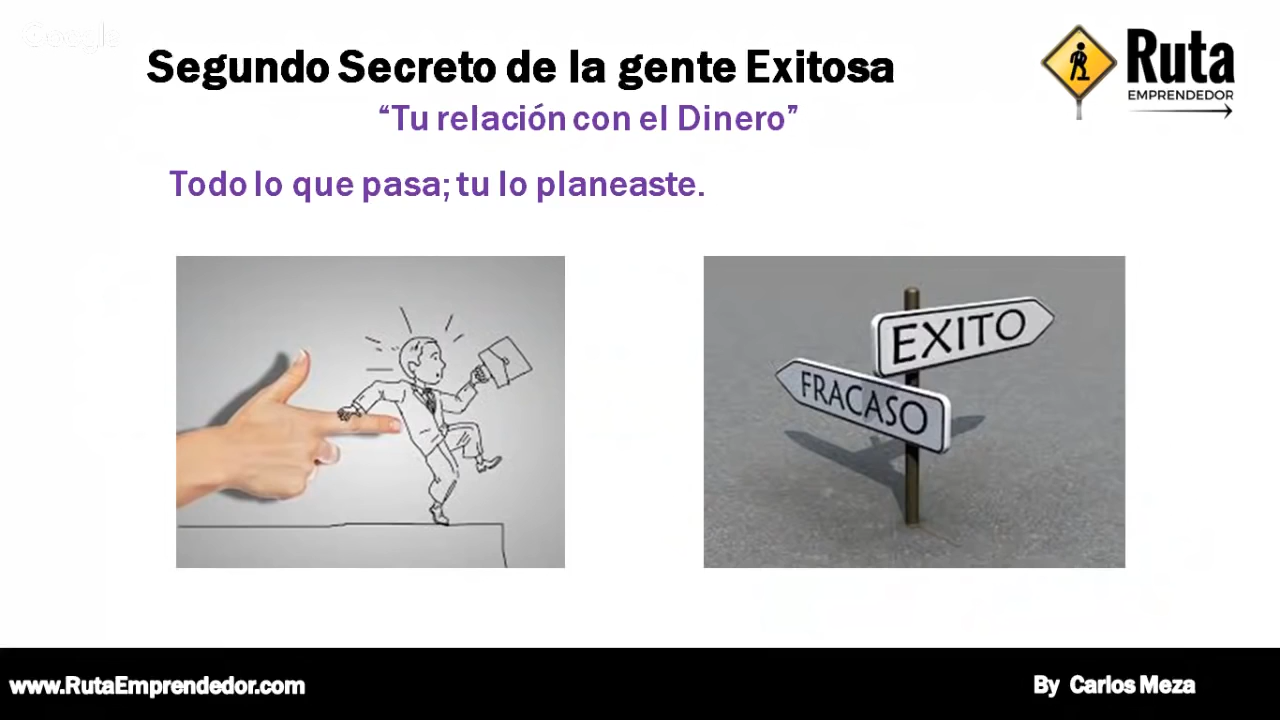 Google
Segundo Secreto de la gente Exitosa
“Tu relación con el Dinero”
Todo lo que pasa; tu lo planeaste.
Ruta
EMPRENDEDOR
EXITO
FRACASO
www.RutaEmprendedor.com
By Carlos Meza